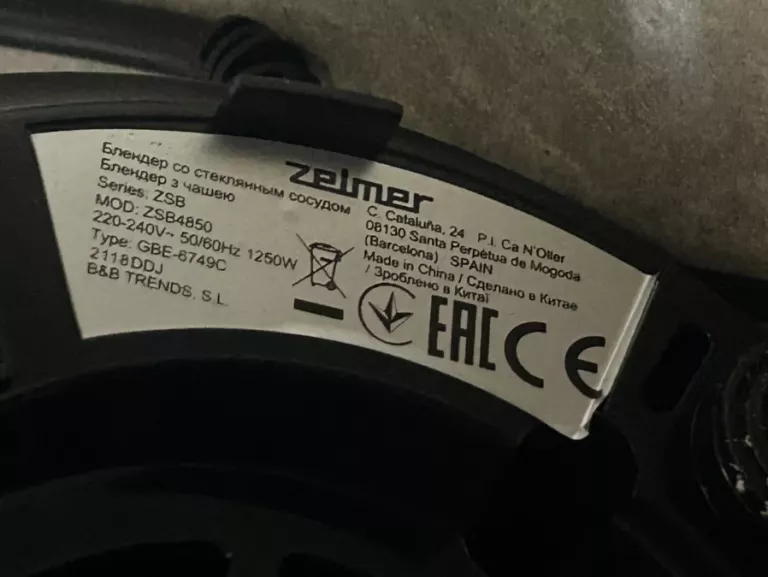 Блендер со стеклянным сосудом
Блендер з чашею
Series: ZSB
MOD: ZSB4850
220-240V~ 50/60Hz 1250W
Type: GBE-6749C
2118DDJ
B&B TRENDS, S.L.
zelmer
C. Cataluña, 24 P.I. Ca N'Oller
08130 Santa Perpétua de Mogoda
(Barcelona) SPAIN
Made in China / Сделано в Китае
/ Зроблено в Китаї
EAC CE